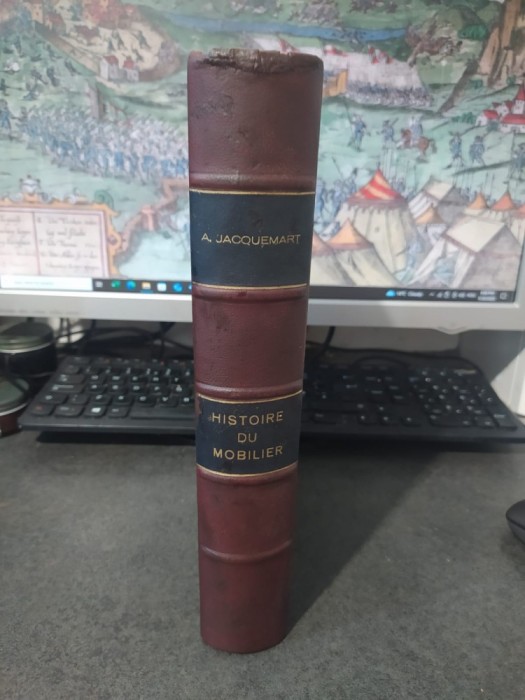 A. JACQUEMART
HISTOIRE
DU
MOBILIER